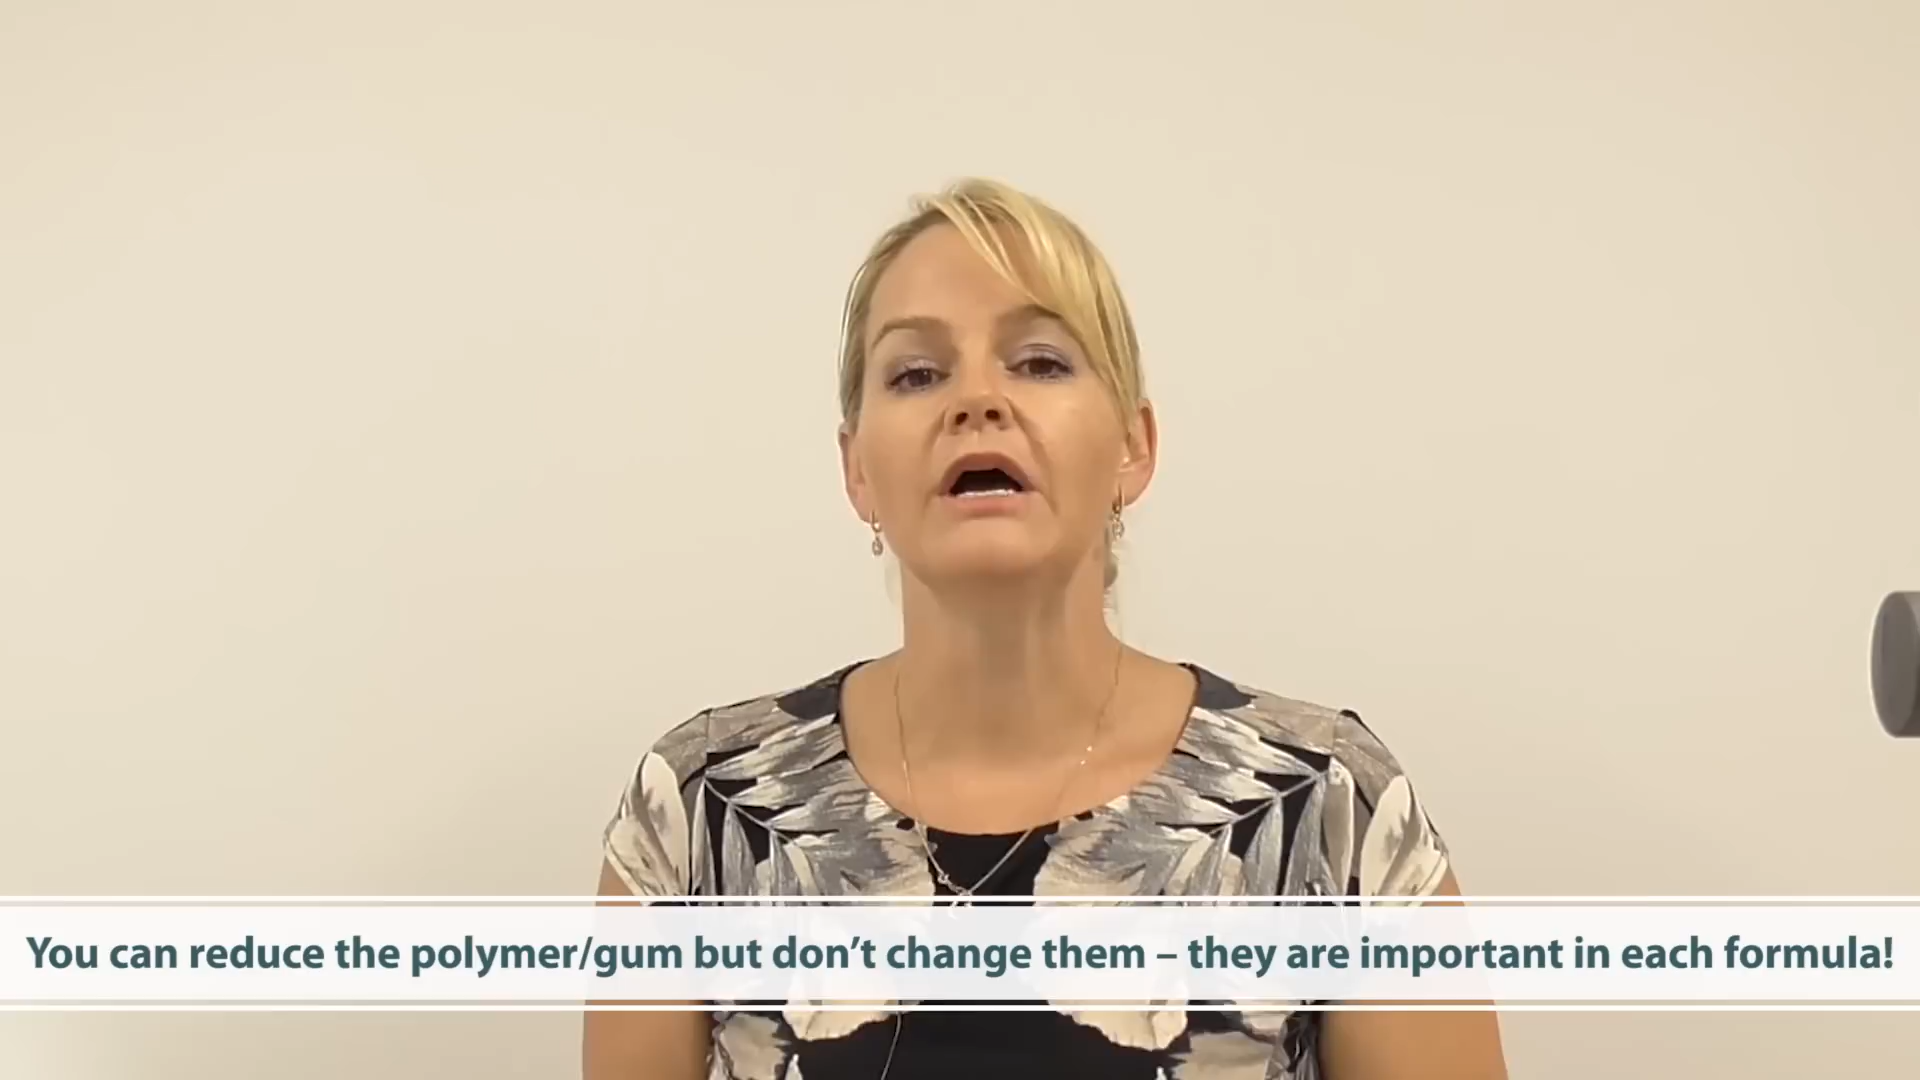 You can reduce the polymer/gum but don’t change them – they are important in each formula!